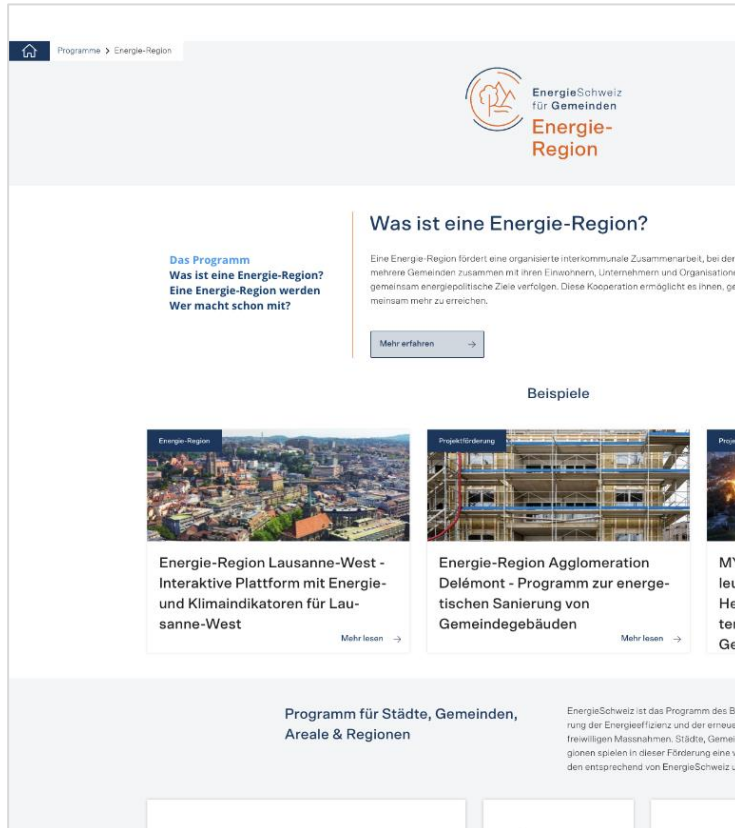 Programme > Energie-Region
EnergieSchweiz
für Gemeinden
Energie-
Region
Das Programm
Was ist eine Energie-Region?
Eine Energie-Region werden
Wer macht schon mit?
Was ist eine Energie-Region?
Eine Energie-Region fördert eine organisierte interkommunale Zusammenarbeit, bei der
mehrere Gemeinden zusammen mit ihren Einwohnern, Unternehmern und Organisatione
gemeinsam energiepolitische Ziele verfolgen. Diese Kooperation ermöglicht es ihnen, ge
meinsam mehr zu erreichen.
Mehr erfahren →
Beispiele
Energie-Region
Energie-Region Lausanne-West -
Interaktive Plattform mit Energie-
und Klimaindikatoren für Lau-
sanne-West
Mehr lesen →
Projektförderung
Energie-Region Agglomeration
Delémont - Programm zur energe-
tischen Sanierung von
Gemeindegebäuden
Mehr lesen →
Proje
MY
leu
He
ter
Ge
Programm für Städte, Gemeinden,
Areale & Regionen
EnergieSchweiz ist das Programm des B
rung der Energieeffizienz und der erneue
freiwilligen Massnahmen. Städte, Gemei
gionen spielen in dieser Förderung eine v
den entsprechend von EnergieSchweiz u